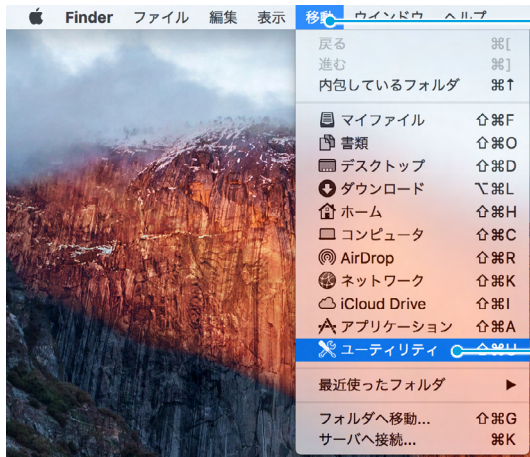 Finder ファイル 編集 表示 移動 ウインドウ ヘルプ
戻る ⌘[
進む ⌘]
内包しているフォルダ ⌘↑
マイファイル ⇧⌘F
書類 ⇧⌘O
デスクトップ ⇧⌘D
ダウンロード ⌥⌘L
ホーム ⇧⌘H
コンピュータ ⇧⌘C
AirDrop ⇧⌘R
ネットワーク ⇧⌘K
iCloud Drive ⇧⌘I
アプリケーション ⇧⌘A
ユーティリティ ⇧⌘U
最近使ったフォルダ ▶
フォルダへ移動... ⇧⌘G
サーバへ接続... ⌘K